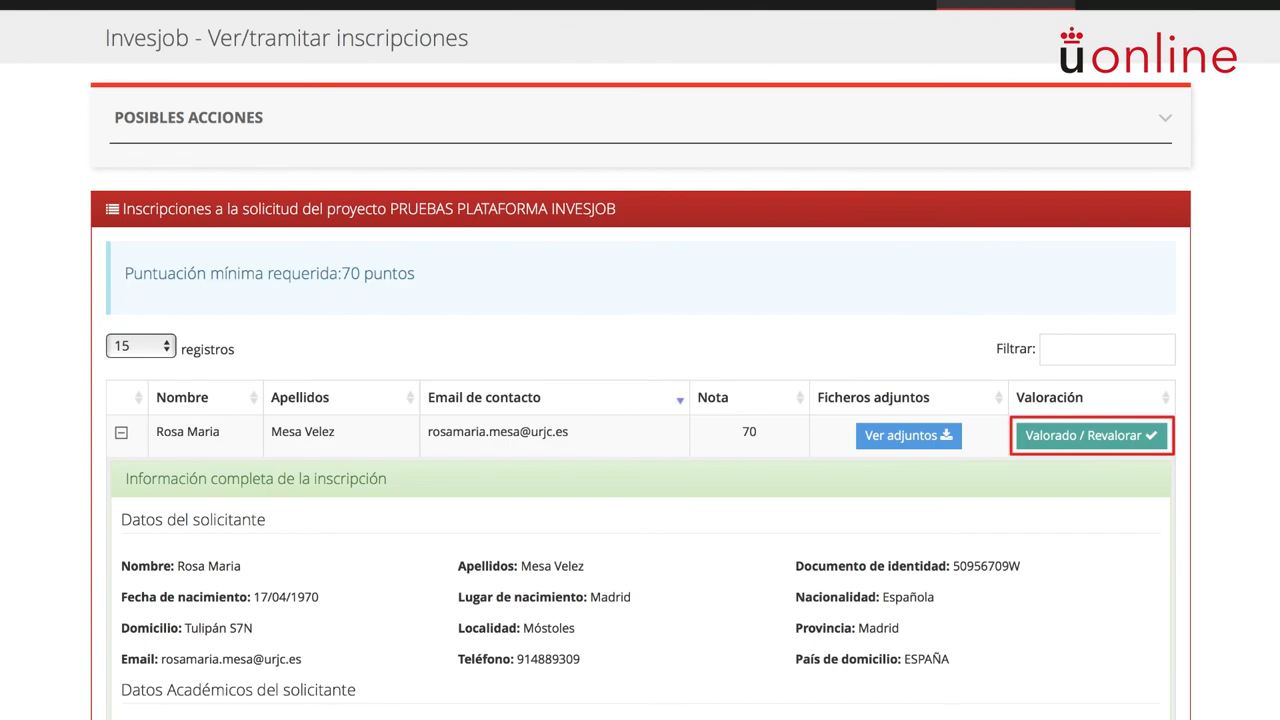 Invesjob - Ver/tramitar inscripciones
uonline
POSIBLES ACCIONES
Inscripciones a la solicitud del proyecto PRUEBAS PLATAFORMA INVESJOB
Puntuación mínima requerida:70 puntos
15 registros Filtrar:
Nombre Apellidos Email de contacto Nota Ficheros adjuntos Valoración
Rosa Maria Mesa Velez rosamaria.mesa@urjc.es 70 Ver adjuntos Valorado / Revalorar
Información completa de la inscripción
Datos del solicitante
Nombre: Rosa Maria Apellidos: Mesa Velez Documento de identidad: 50956709W
Fecha de nacimiento: 17/04/1970 Lugar de nacimiento: Madrid Nacionalidad: Española
Domicilio: Tulipán S7N Localidad: Móstoles Provincia: Madrid
Email: rosamaria.mesa@urjc.es Teléfono: 914889309 País de domicilio: ESPAÑA
Datos Académicos del solicitante